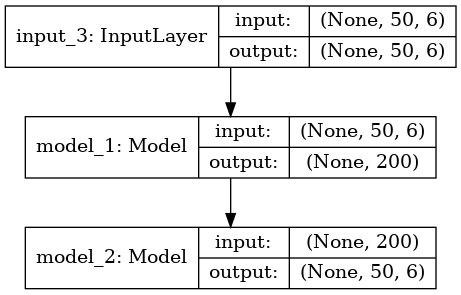 input_3: InputLayer
input: (None, 50, 6)
output: (None, 50, 6)
model_1: Model
input: (None, 50, 6)
output: (None, 200)
model_2: Model
input: (None, 200)
output: (None, 50, 6)